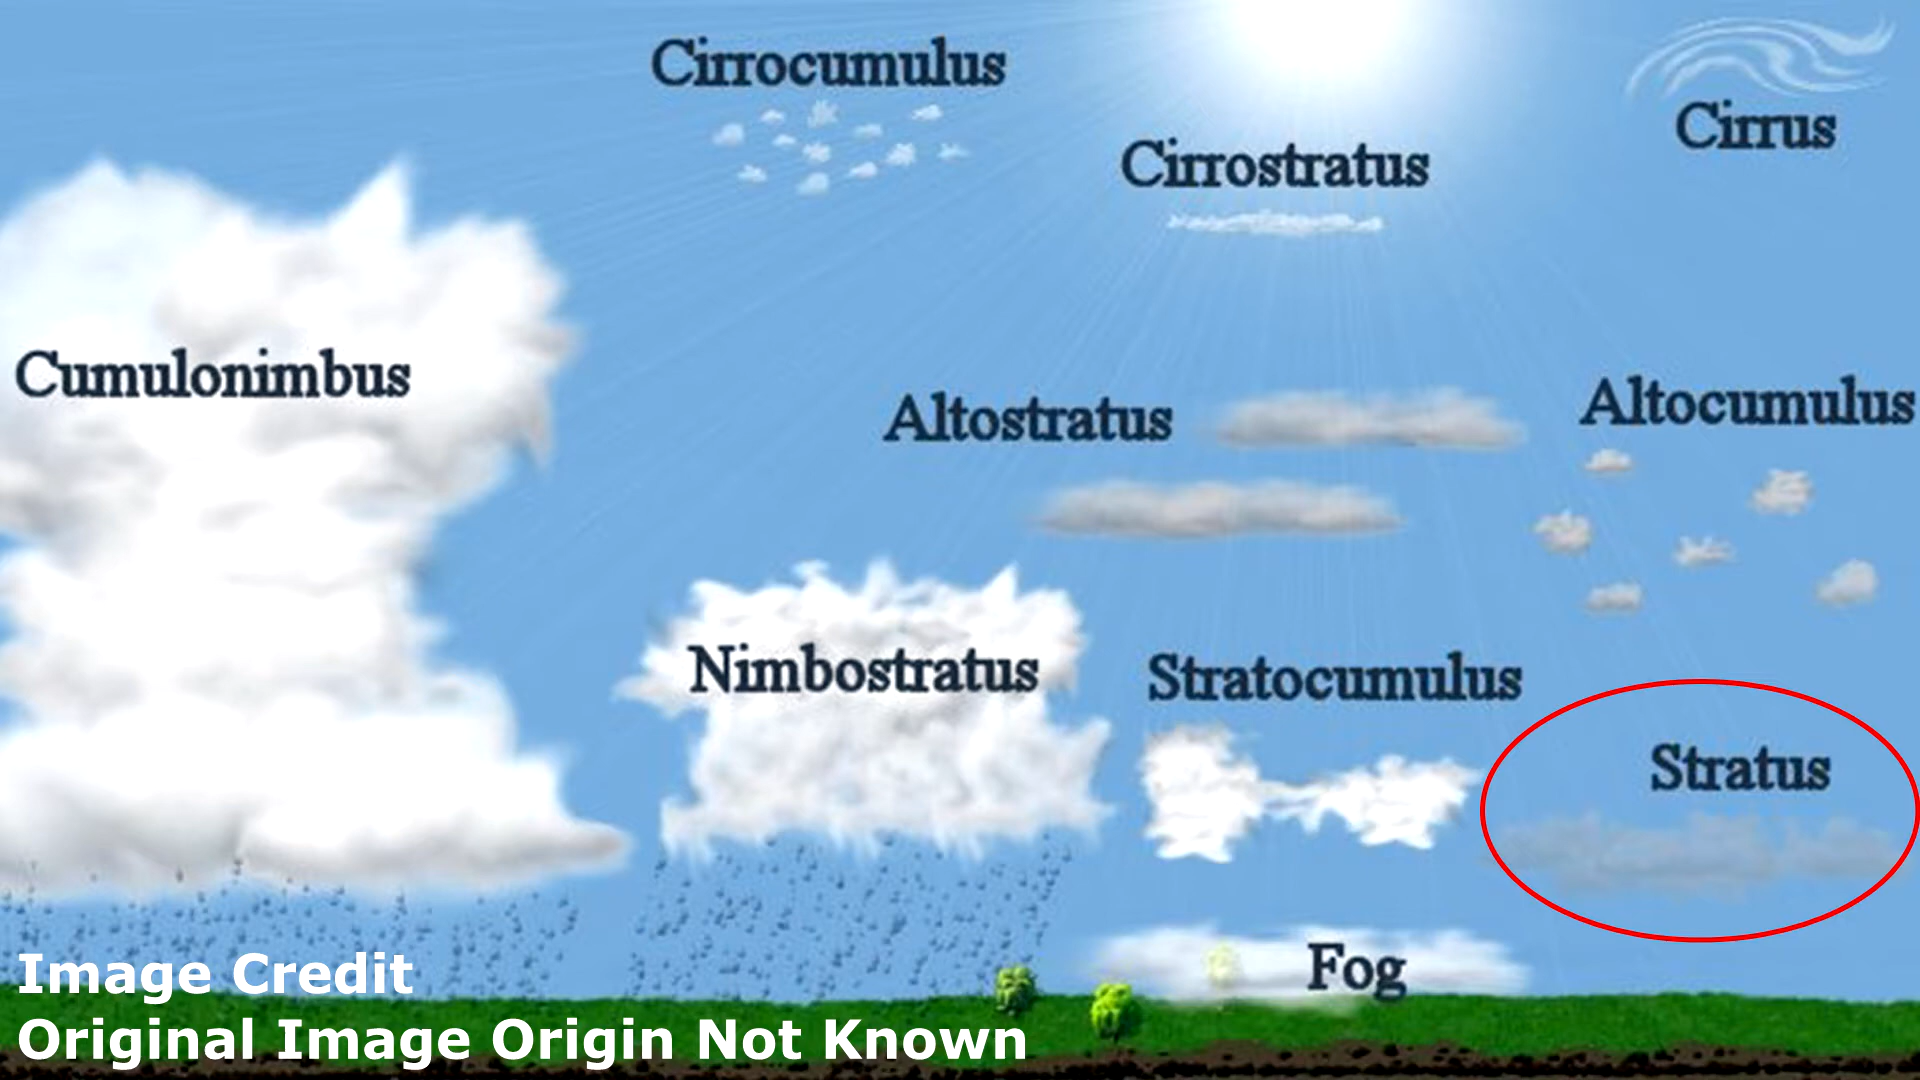 Cirrocumulus
Cirrus
Cirrostratus
Cumulonimbus
Altostratus
Altocumulus
Nimbostratus
Stratocumulus
Stratus
Fog
Image Credit
Original Image Origin Not Known